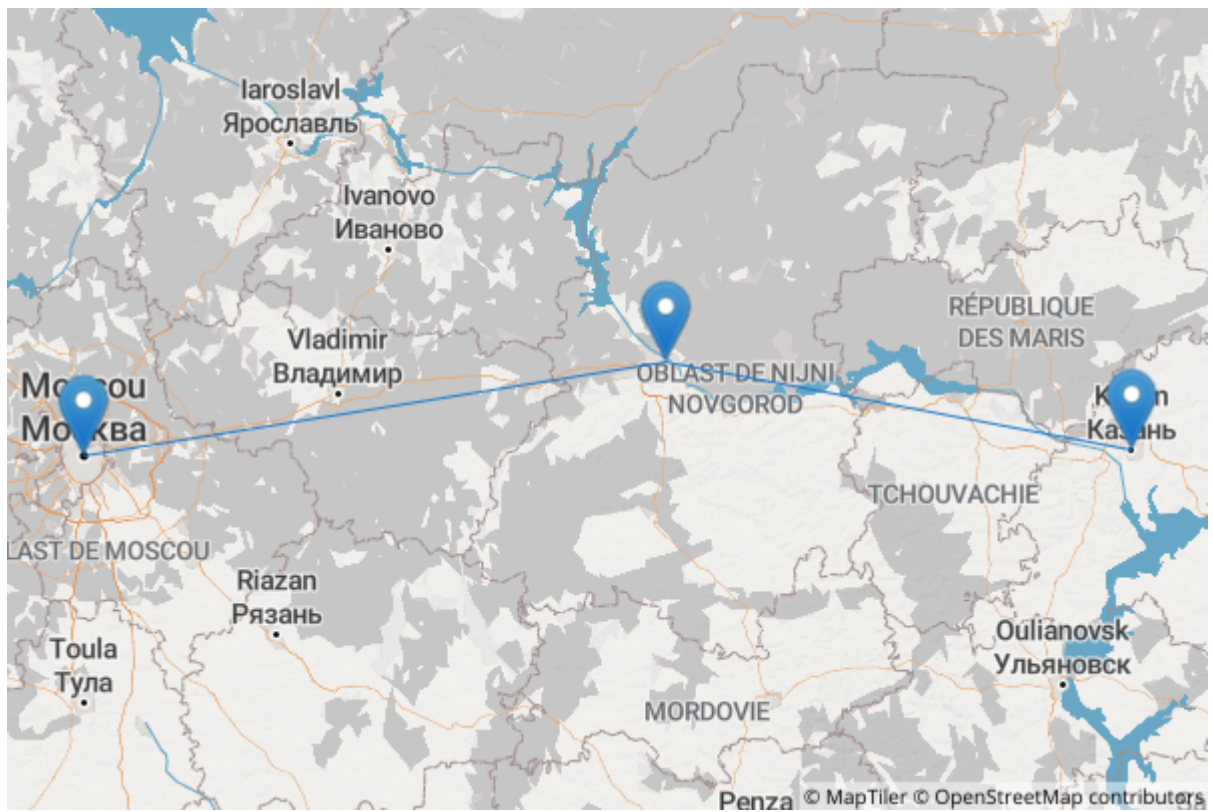 Iaroslavl
Ярославль
Ivanovo
Иваново
RÉPUBLIQUE
DES MARIS
Vladimir
Владимир
OBLAST DE NIJNI
NOVGOROD
Казань
TCHOUVACHIE
LAST DE MOSCOU
Riazan
Рязань
Toula
Тула
Oulianovsk
Ульяновск
MORDOVIE
Penza
© MapTiler © OpenStreetMap contributors